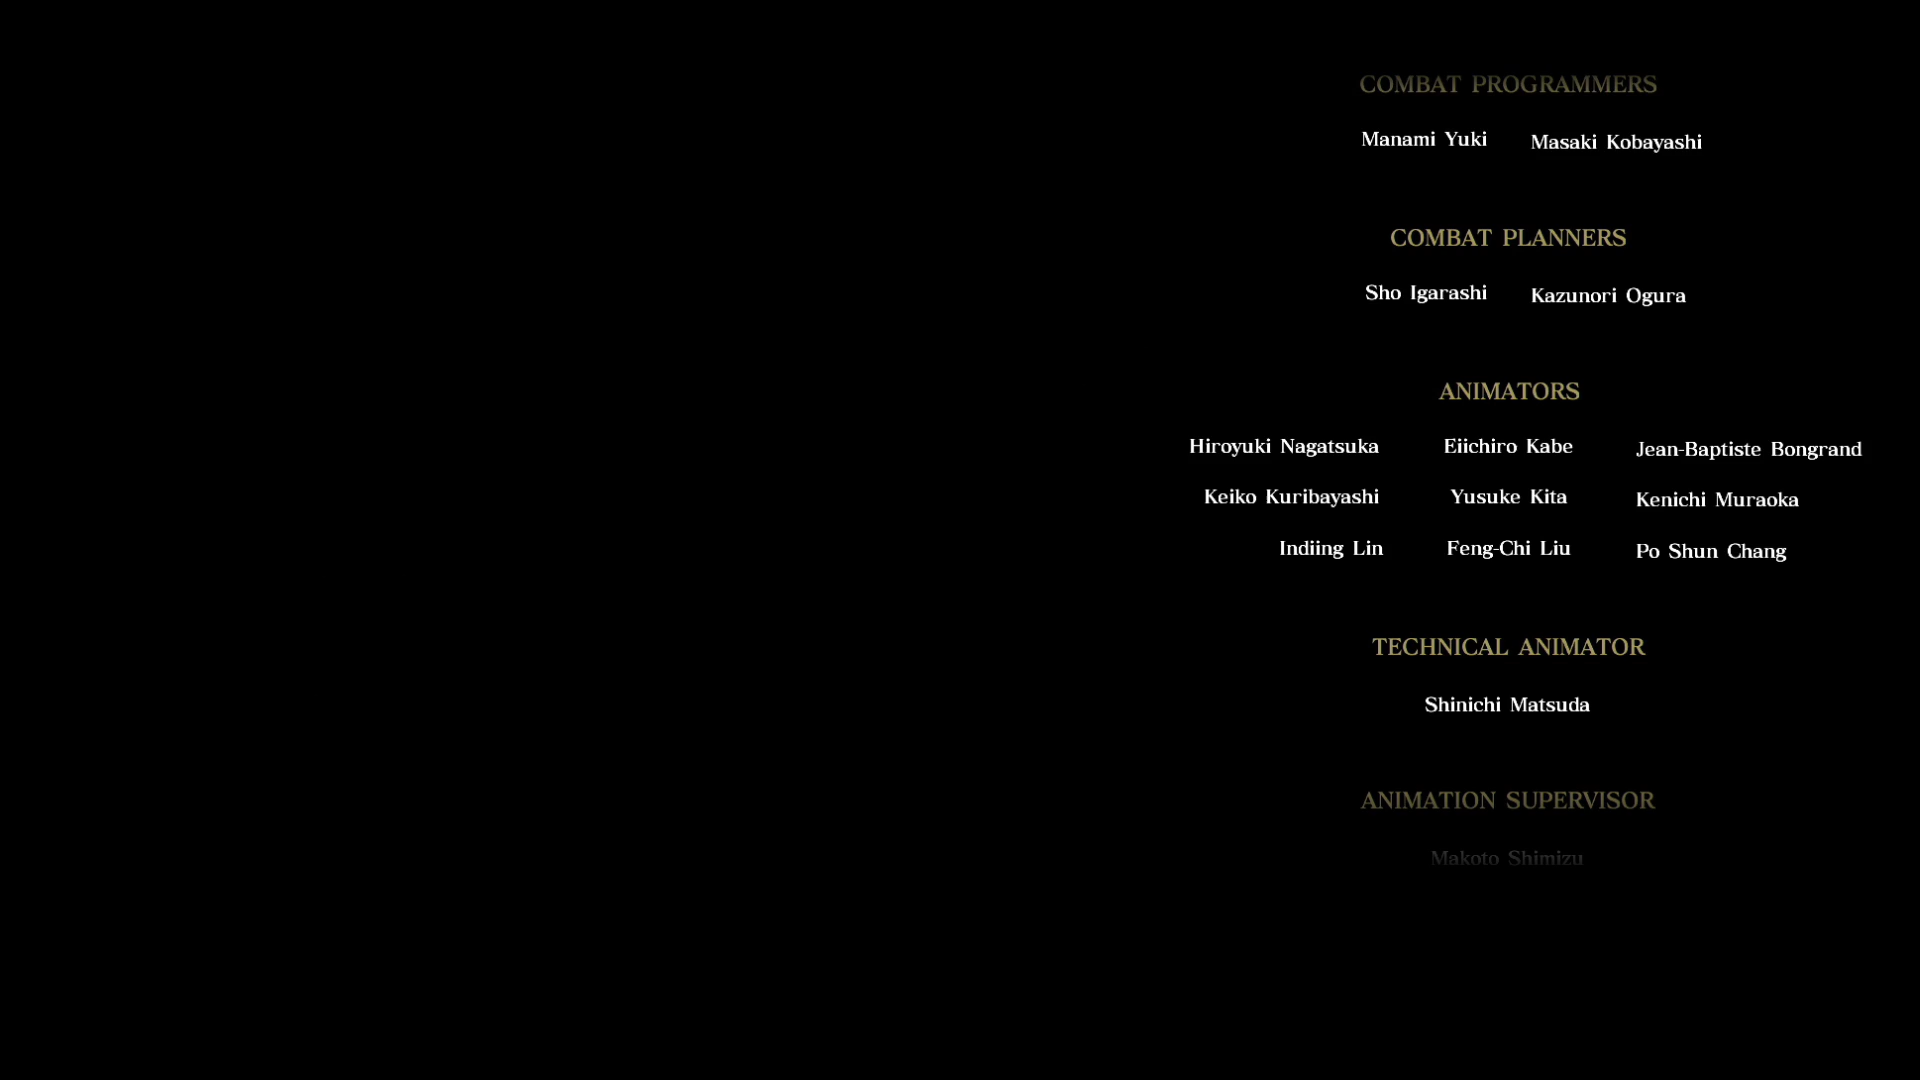 COMBAT PROGRAMMERS
Manami Yuki Masaki Kobayashi
COMBAT PLANNERS
Sho Igarashi Kazunori Ogura
ANIMATORS
Hiroyuki Nagatsuka Eiichiro Kabe Jean-Baptiste Bongrand
Keiko Kuribayashi Yusuke Kita Kenichi Muraoka
Indiing Lin Feng-Chi Liu Po Shun Chang
TECHNICAL ANIMATOR
Shinichi Matsuda
ANIMATION SUPERVISOR
Makoto Shimizu